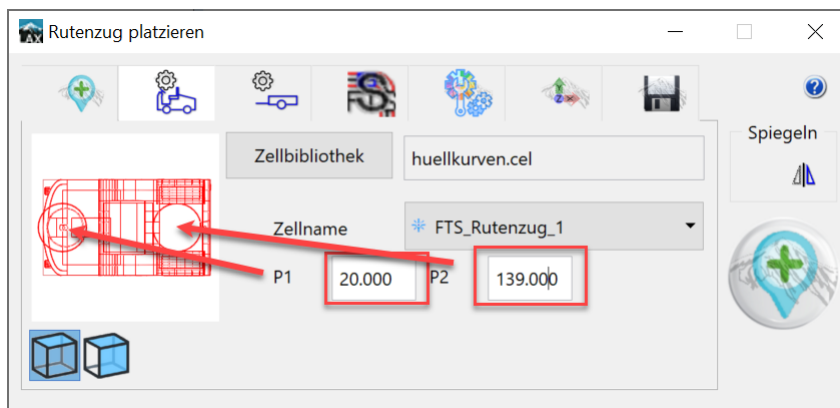 Rutenzug platzieren
Spiegeln
Zellbibliothek huellkurven.cel
Zellname FTS_Rutenzug_1
P1 20.000 P2 139.000